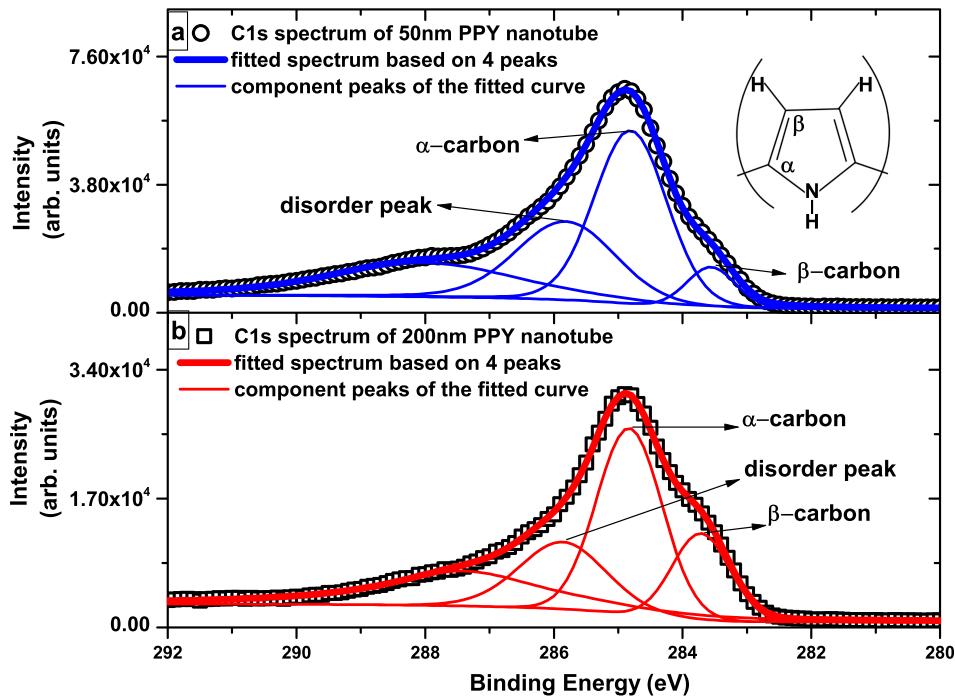 a
C1s spectrum of 50nm PPY nanotube
fitted spectrum based on 4 peaks
component peaks of the fitted curve
7.60x10⁴
3.80x10⁴
0.00
Intensity
(arb. units)
α−carbon
disorder peak
β−carbon
H
H
β
α
N
H
b
C1s spectrum of 200nm PPY nanotube
fitted spectrum based on 4 peaks
component peaks of the fitted curve
3.40x10⁴
1.70x10⁴
0.00
Intensity
(arb. units)
α−carbon
disorder peak
β−carbon
292 290 288 286 284 282 280
Binding Energy (eV)